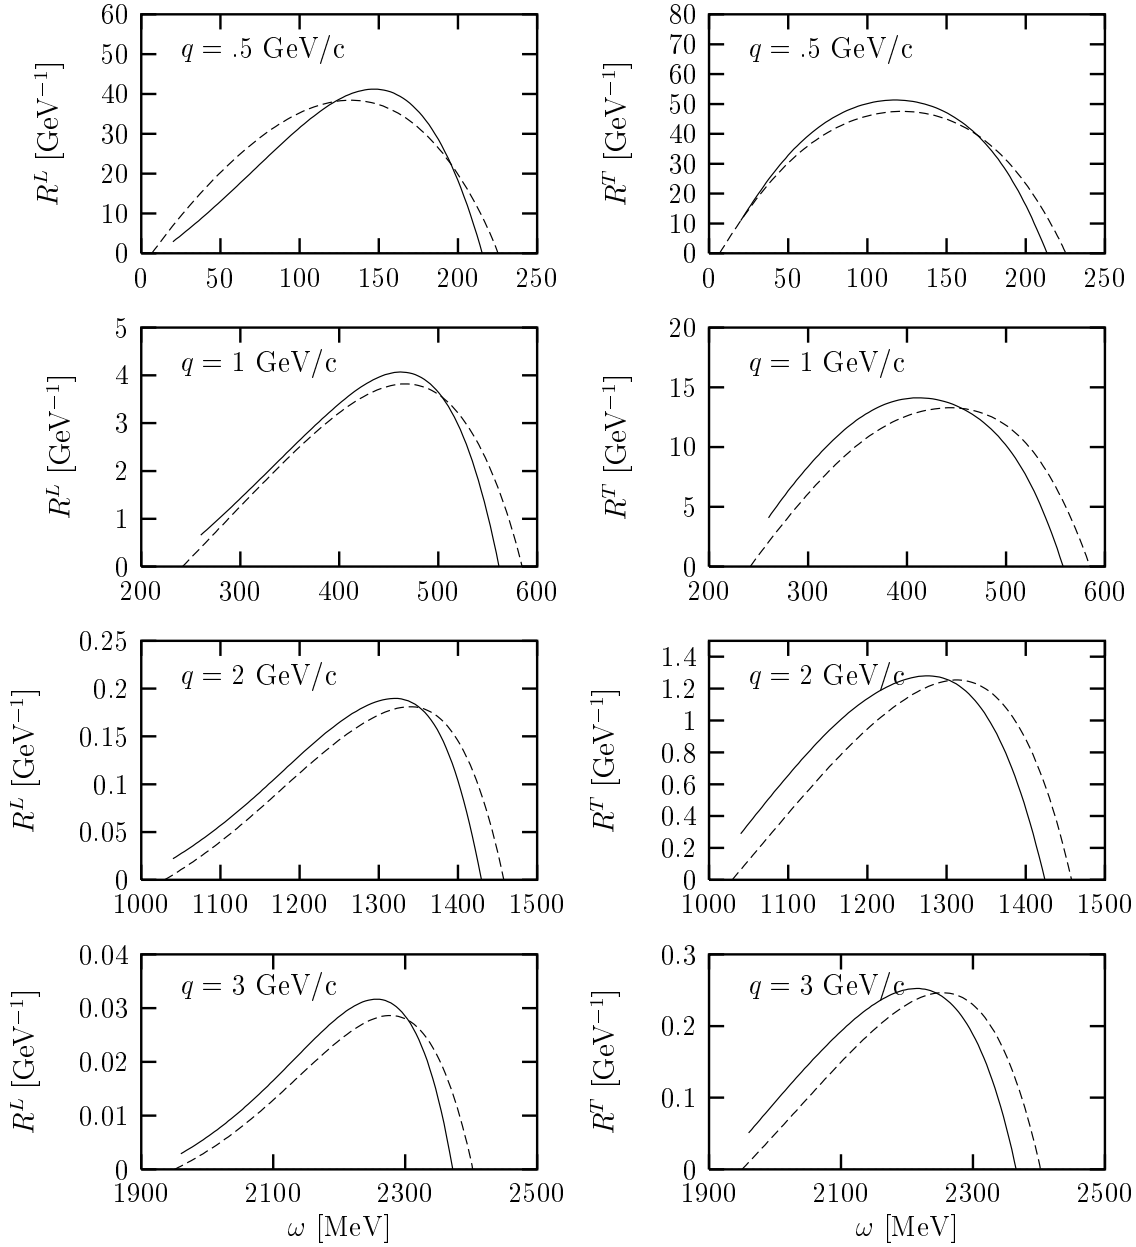 60
50
40
30
20
10
0
R^L [GeV^−1]
q = .5 GeV/c
0 50 100 150 200 250
80
70
60
50
40
30
20
10
0
R^T [GeV^−1]
q = .5 GeV/c
0 50 100 150 200 250
5
4
3
2
1
0
R^L [GeV^−1]
q = 1 GeV/c
200 300 400 500 600
20
15
10
5
0
R^T [GeV^−1]
q = 1 GeV/c
200 300 400 500 600
0.25
0.2
0.15
0.1
0.05
0
R^L [GeV^−1]
q = 2 GeV/c
1000 1100 1200 1300 1400 1500
1.4
1.2
1
0.8
0.6
0.4
0.2
0
R^T [GeV^−1]
q = 2 GeV/c
1000 1100 1200 1300 1400 1500
0.04
0.03
0.02
0.01
0
R^L [GeV^−1]
q = 3 GeV/c
1900 2100 2300 2500
ω [MeV]
0.3
0.2
0.1
0
R^T [GeV^−1]
q = 3 GeV/c
1900 2100 2300 2500
ω [MeV]